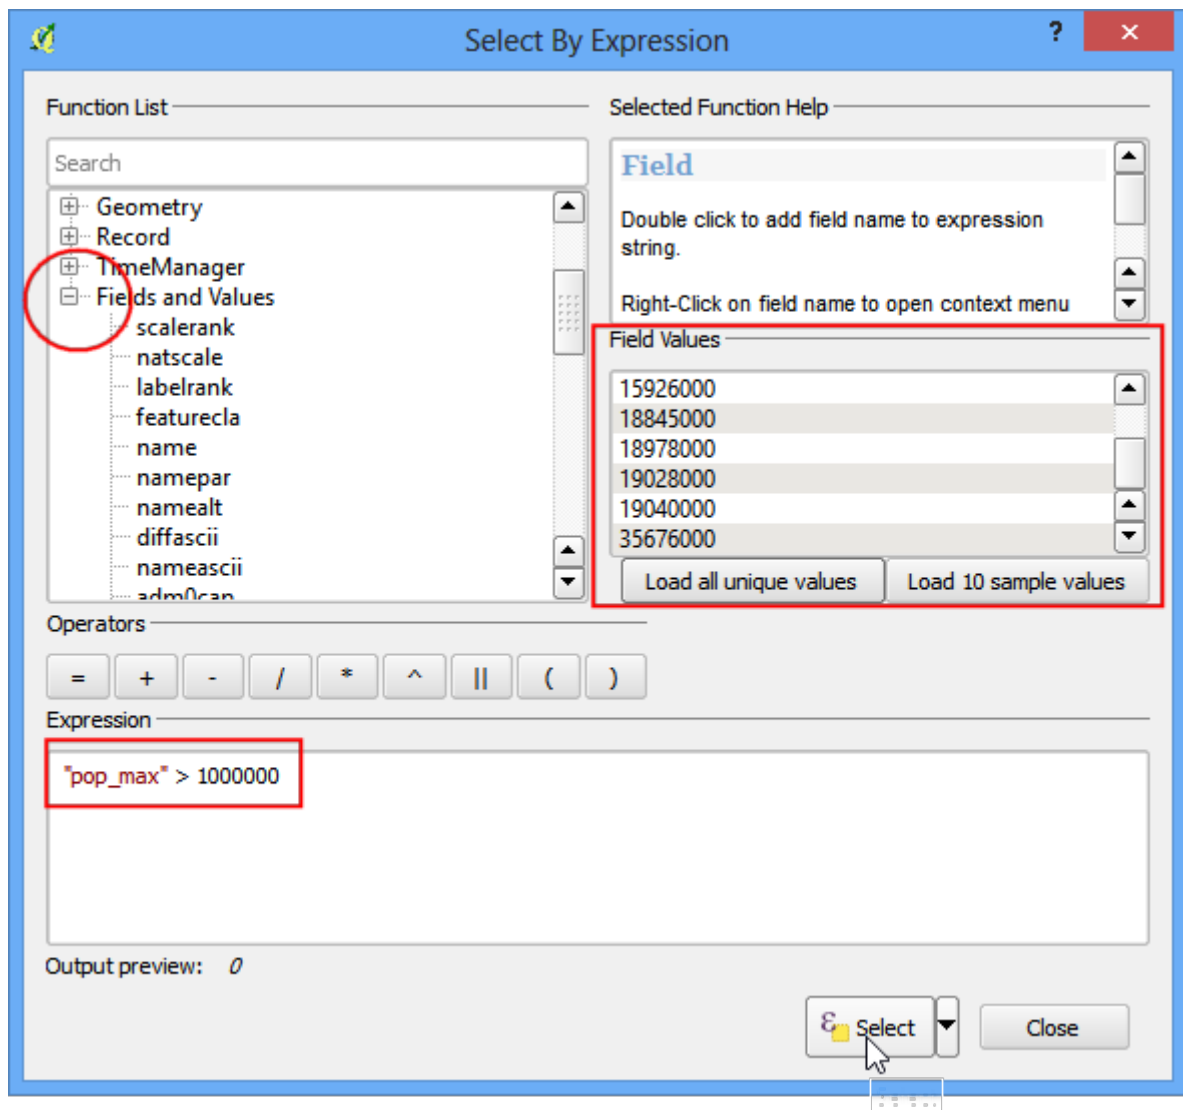 Select By Expression
?
Function List
Search
Geometry
Record
TimeManager
Fields and Values
scalerank
natscale
labelrank
featurecla
name
namepar
namealt
diffascii
nameascii
adm0cap
Selected Function Help
Field
Double click to add field name to expression
string.
Right-Click on field name to open context menu
Field Values
15926000
18845000
18978000
19028000
19040000
35676000
Load all unique values Load 10 sample values
Operators
= + - / * ^ || ( )
Expression
"pop_max" > 1000000
Output preview: 0
ε Select Close